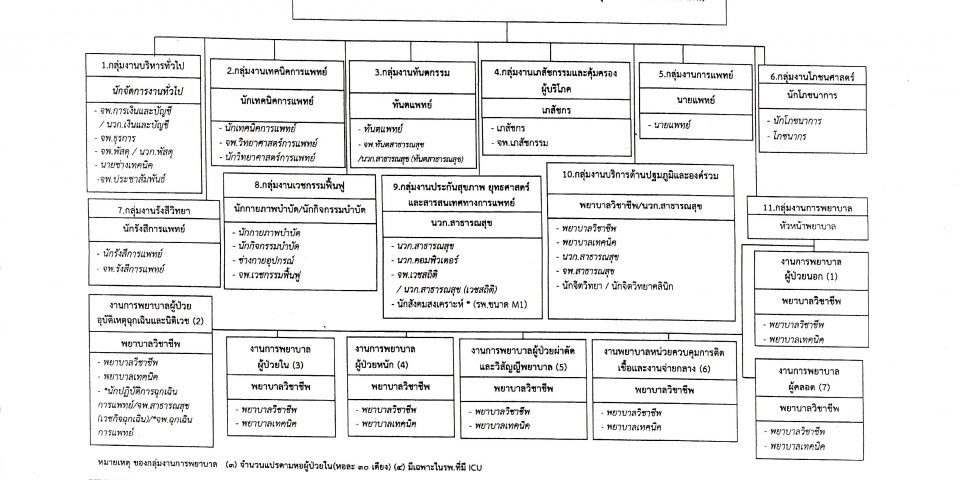 1.กลุ่มงานบริหารทั่วไป
นักจัดการงานทั่วไป
- จพ.การเงินและบัญชี
/ นวก.เงินและบัญชี
- จพ.ธุรการ
- จพ.พัสดุ / นวก.พัสดุ
- นายช่างเทคนิค
- จพ.ประชาสัมพันธ์
2.กลุ่มงานเทคนิคการแพทย์
นักเทคนิคการแพทย์
- นักเทคนิคการแพทย์
- จพ.วิทยาศาสตร์การแพทย์
- นักวิทยาศาสตร์การแพทย์
3.กลุ่มงานทันตกรรม
ทันตแพทย์
- ทันตแพทย์
- จพ.ทันตสาธารณสุข
/นวก.สาธารณสุข (ทันตสาธารณสุข)
4.กลุ่มงานเภสัชกรรมและคุ้มครอง
ผู้บริโภค
เภสัชกร
- เภสัชกร
- จพ.เภสัชกรรม
5.กลุ่มงานการแพทย์
นายแพทย์
- นายแพทย์
6.กลุ่มงานโภชนศาสตร์
นักโภชนาการ
- นักโภชนาการ
- โภชนากร
7.กลุ่มงานรังสีวิทยา
นักรังสีการแพทย์
- นักรังสีการแพทย์
- จพ.รังสีการแพทย์
8.กลุ่มงานเวชกรรมฟื้นฟู
นักกายภาพบำบัด/นักกิจกรรมบำบัด
- นักกายภาพบำบัด
- นักกิจกรรมบำบัด
- ช่างกายอุปกรณ์
- จพ.เวชกรรมฟื้นฟู
9.กลุ่มงานประกันสุขภาพ ยุทธศาสตร์
และสารสนเทศทางการแพทย์
นวก.สาธารณสุข
- นวก.สาธารณสุข
- นวก.คอมพิวเตอร์
- จพ.เวชสถิติ
/ นวก.สาธารณสุข (เวชสถิติ)
- นักสังคมสงเคราะห์ * (รพ.ขนาด M1)
10.กลุ่มงานบริการด้านปฐมภูมิและองค์รวม
พยาบาลวิชาชีพ/นวก.สาธารณสุข
- พยาบาลวิชาชีพ
- พยาบาลเทคนิค
- นวก.สาธารณสุข
- จพ.สาธารณสุข
- นักจิตวิทยา / นักจิตวิทยาคลินิก
11.กลุ่มงานการพยาบาล
หัวหน้าพยาบาล
งานการพยาบาล
ผู้ป่วยนอก (1)
พยาบาลวิชาชีพ
- พยาบาลวิชาชีพ
- พยาบาลเทคนิค
งานการพยาบาลผู้ป่วย
อุบัติเหตุฉุกเฉินและนิติเวช (2)
พยาบาลวิชาชีพ
- พยาบาลวิชาชีพ
- พยาบาลเทคนิค
- *นักปฏิบัติการฉุกเฉิน
การแพทย์/จพ.สาธารณสุข
(เวชกิจฉุกเฉิน)/*จพ.ฉุกเฉิน
การแพทย์
งานการพยาบาล
ผู้ป่วยใน (3)
พยาบาลวิชาชีพ
- พยาบาลวิชาชีพ
- พยาบาลเทคนิค
งานการพยาบาล
ผู้ป่วยหนัก (4)
พยาบาลวิชาชีพ
- พยาบาลวิชาชีพ
- พยาบาลเทคนิค
งานการพยาบาลผู้ป่วยผ่าตัด
และวิสัญญีพยาบาล (5)
พยาบาลวิชาชีพ
- พยาบาลวิชาชีพ
- พยาบาลเทคนิค
งานพยาบาลหน่วยควบคุมการติด
เชื้อและงานจ่ายกลาง (6)
พยาบาลวิชาชีพ
- พยาบาลวิชาชีพ
- พยาบาลเทคนิค
งานการพยาบาล
ผู้คลอด (7)
พยาบาลวิชาชีพ
- พยาบาลวิชาชีพ
- พยาบาลเทคนิค
หมายเหตุ ของกลุ่มงานการพยาบาล (๓) จำนวนแปรตามหอผู้ป่วยใน(หอละ ๓๐ เตียง) (๔) มีเฉพาะในรพ.ที่มี ICU